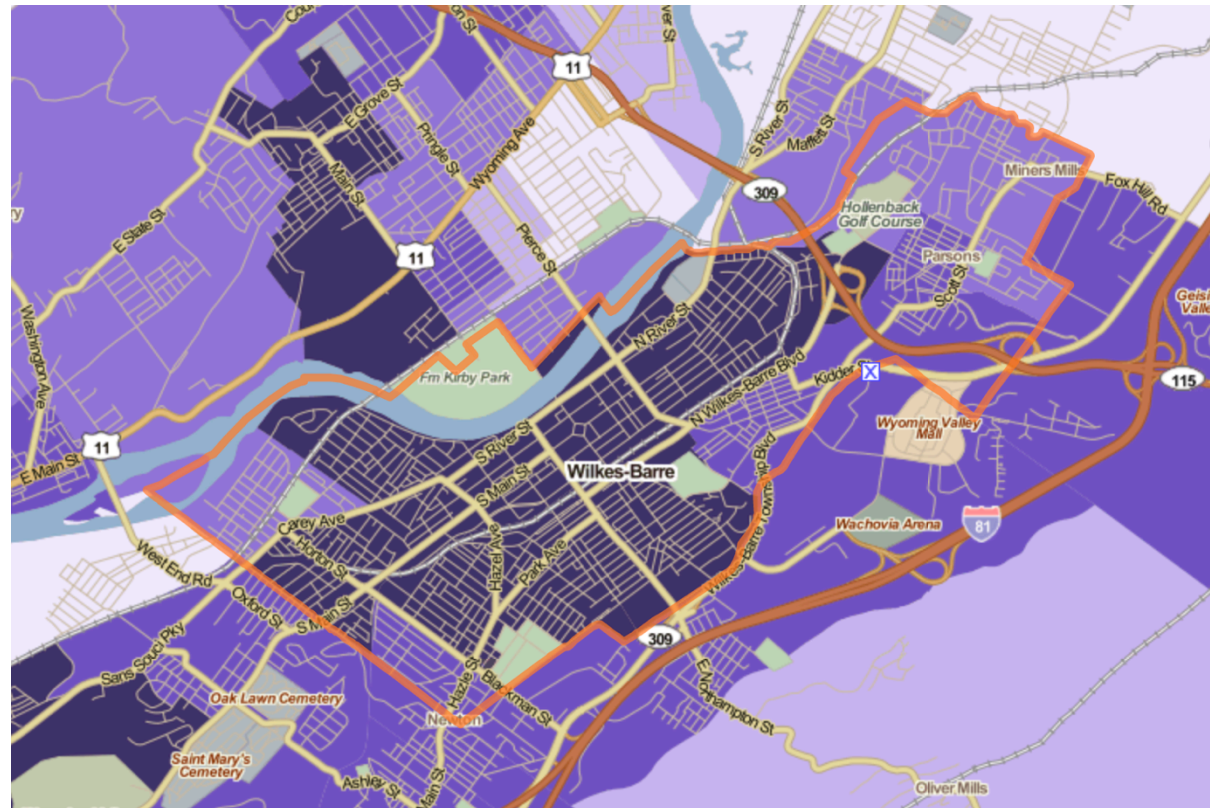 11
E Grove St
Main St
Pringle St
Wyoming Ave
E State St
Pierce St
11
Washington Ave
11
E Main St
S River St
Maffett St
309
Hollenback
Golf Course
Miners Mills
Fox Hill Rd
Parsons
Scott St
115
N River St
Frn Kirby Park
N Wilkes-Barre Blvd
Kidder St
X
Wyoming Valley
Mall
S River St
S Main St
Wilkes-Barre
Wilkes-Barre Township Blvd
Wachovia Arena
81
Carey Ave
Horton St
Hazel Ave
Park Ave
West End Rd
Oxford St
S Main St
309
Sans Souci Pky
Oak Lawn Cemetery
Hazle St
Blackman St
Newton
E Northampton St
Saint Mary's
Cemetery
Ashley St
Main St
Oliver Mills